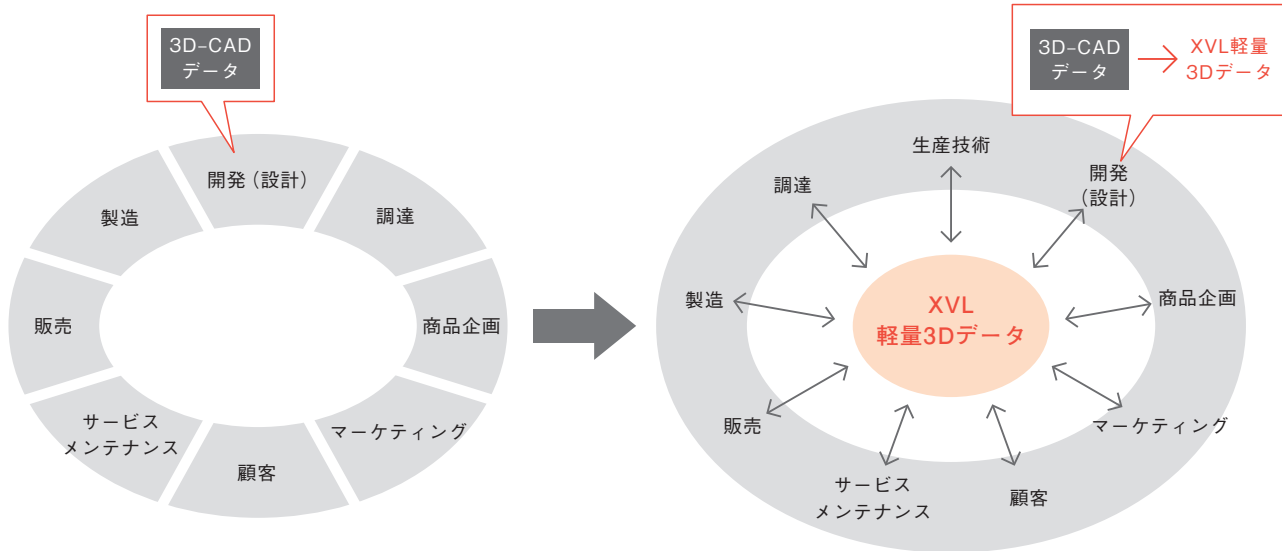 3D-CAD
データ
開発（設計）
製造
調達
販売
商品企画
サービス
メンテナンス
マーケティング
顧客
3D-CAD
データ
XVL軽量
3Dデータ
生産技術
調達
開発
（設計）
製造
商品企画
XVL
軽量3Dデータ
販売
マーケティング
サービス
メンテナンス
顧客